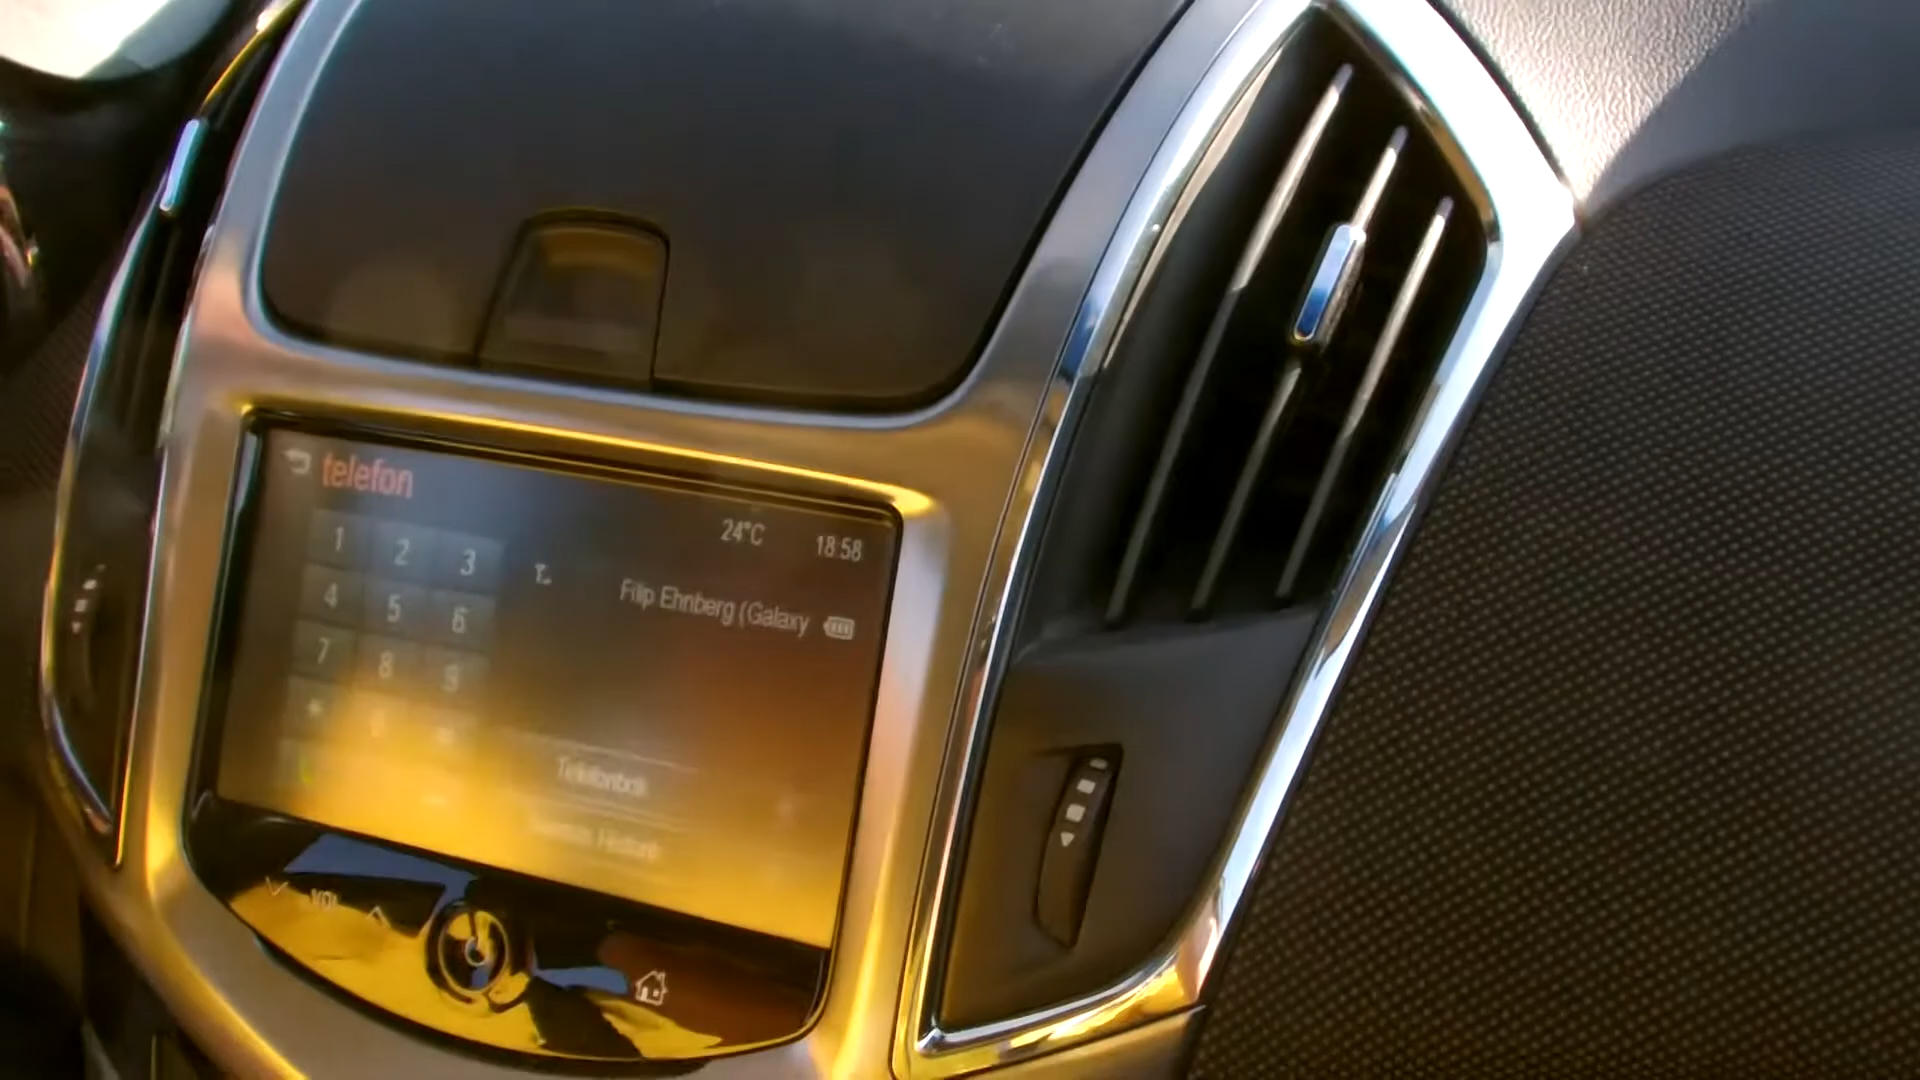 telefon
24°C 18:58
1 2 3
Filip Ehnberg (Galaxy
4 5 6
7 8 9
*
Telefonbok
VOL